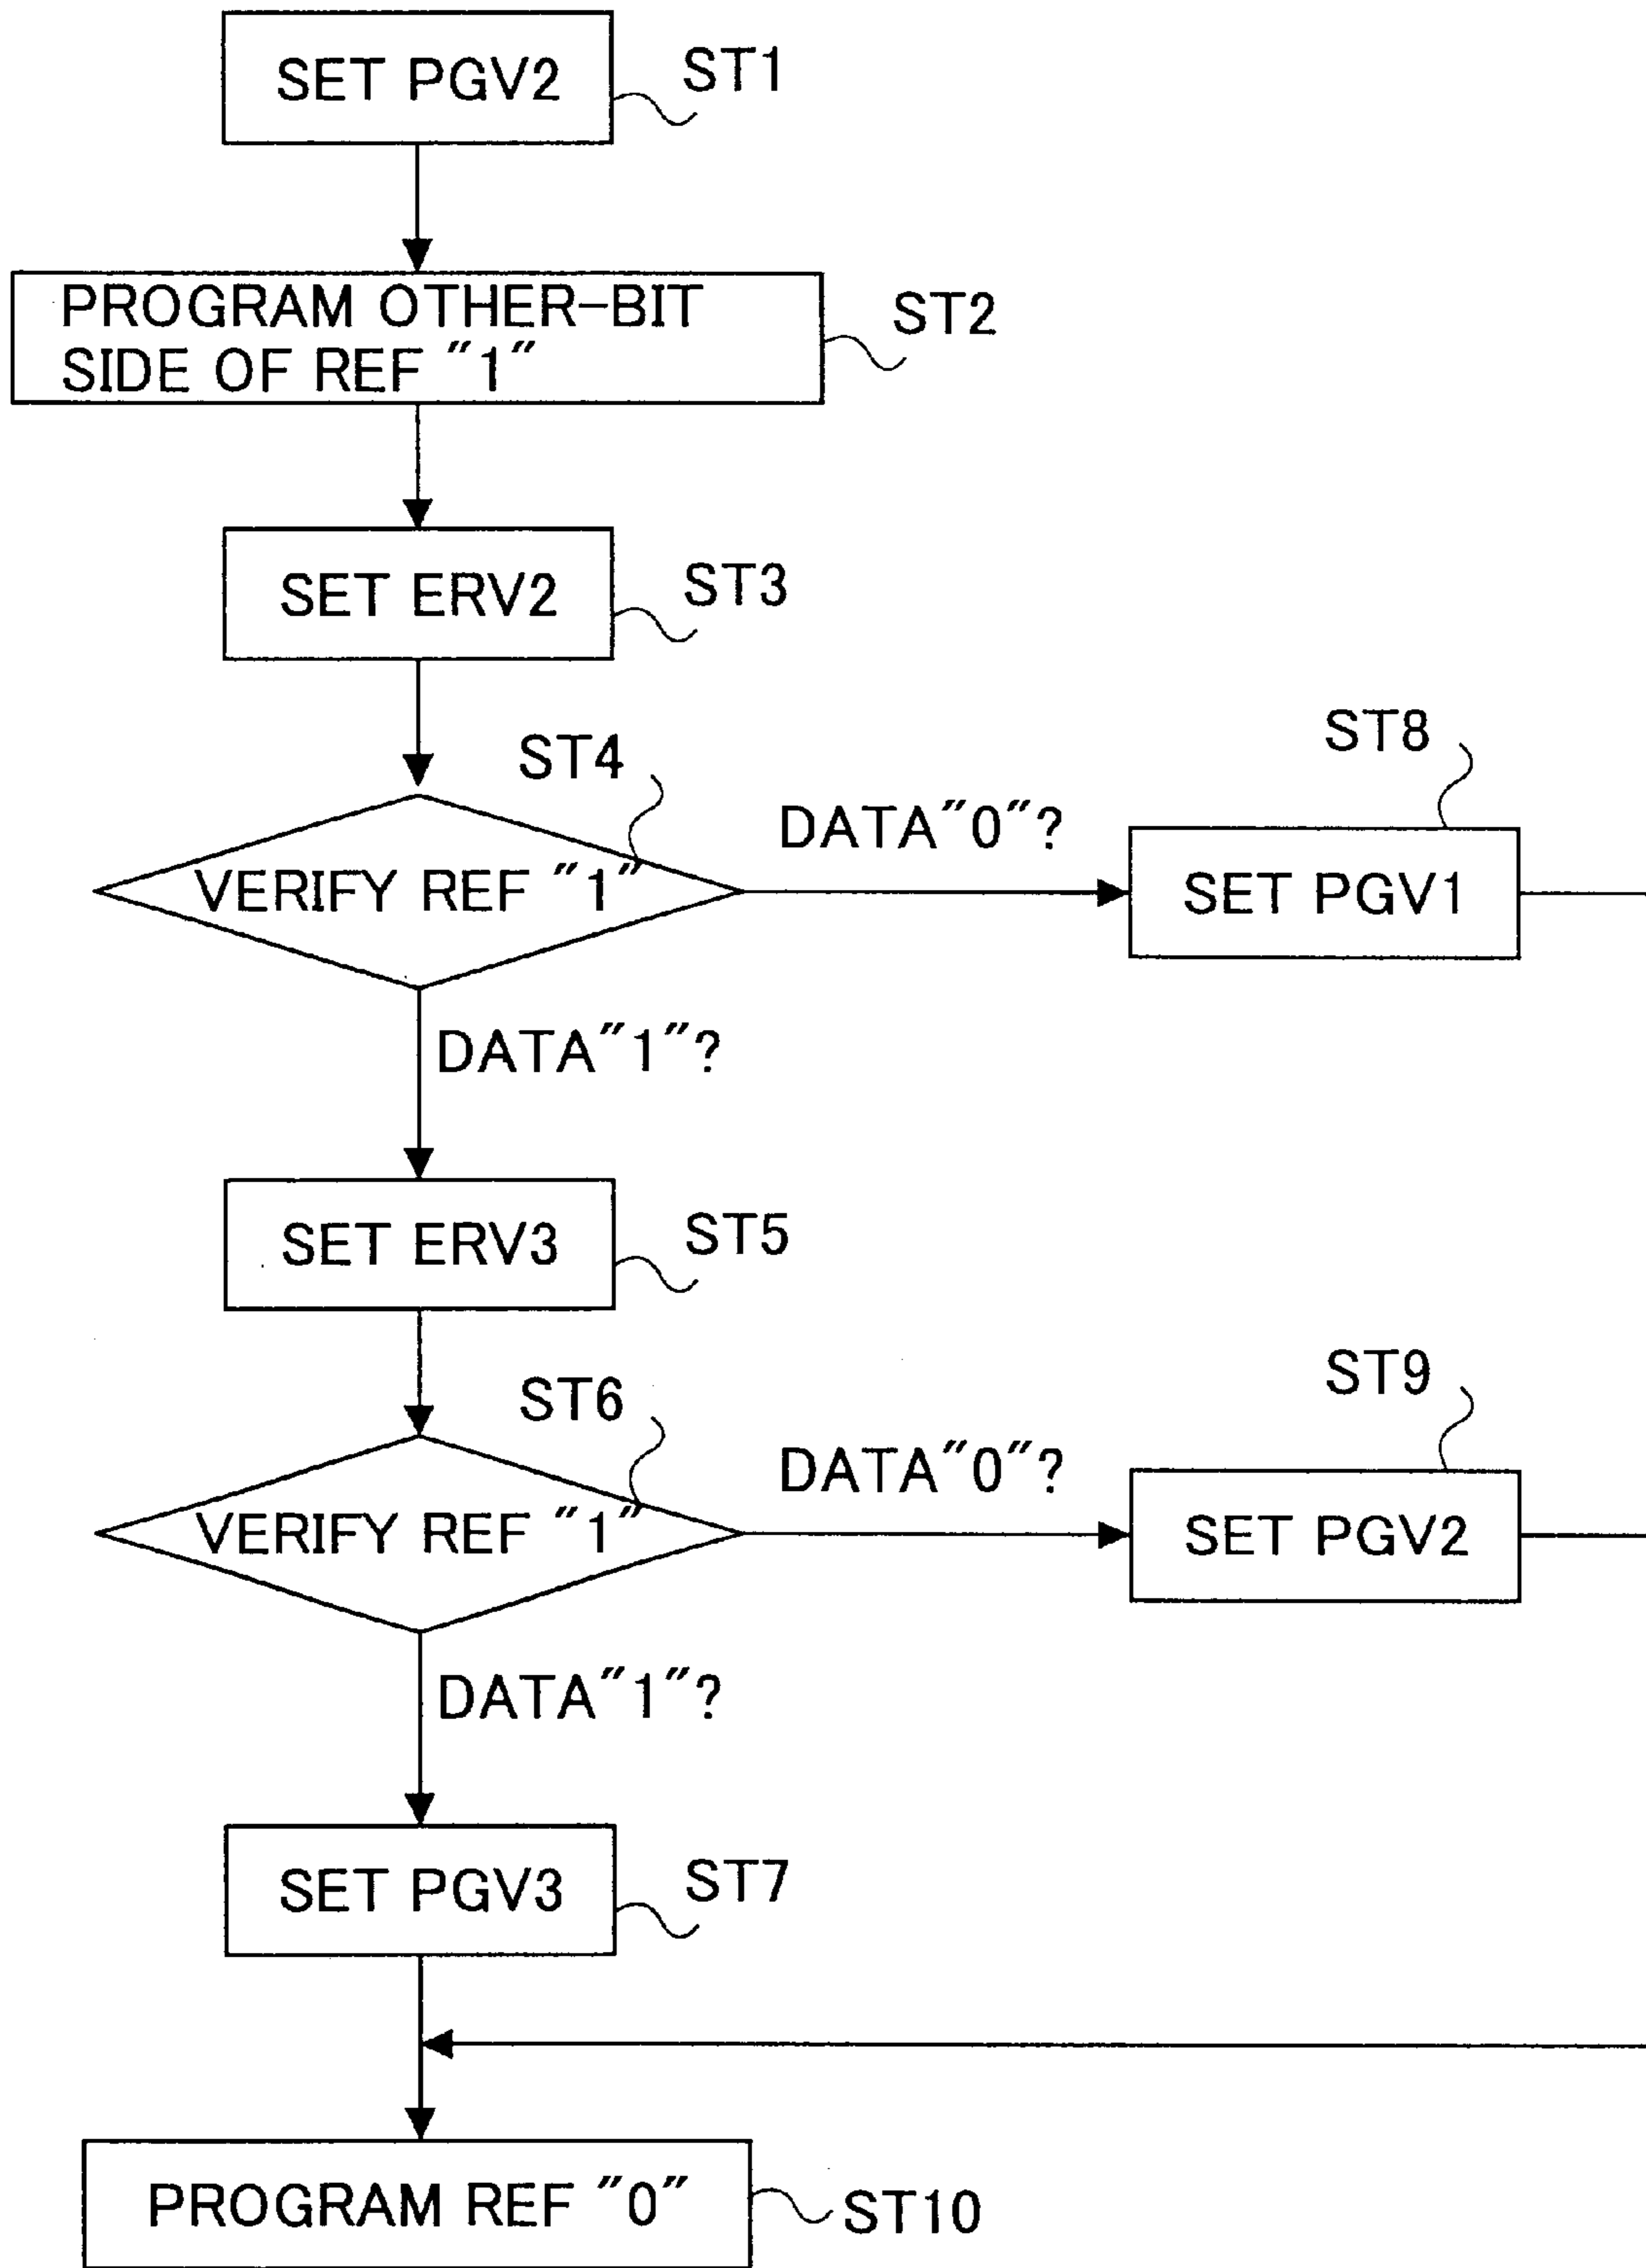 SET PGV2
ST1
PROGRAM OTHER-BIT
SIDE OF REF "1"
ST2
SET ERV2
ST3
ST4
VERIFY REF "1"
DATA"0"?
ST8
SET PGV1
DATA"1"?
SET ERV3
ST5
ST6
VERIFY REF "1"
DATA"0"?
ST9
SET PGV2
DATA"1"?
SET PGV3
ST7
PROGRAM REF "0"
ST10